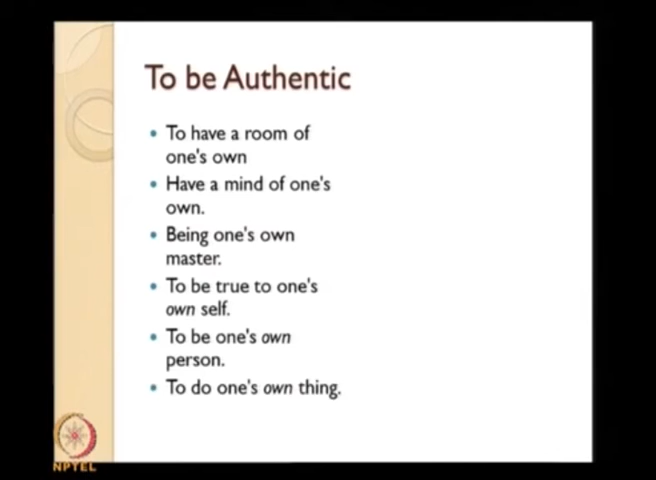 To be Authentic
• To have a room of
one's own
• Have a mind of one's
own.
• Being one's own
master.
• To be true to one's
own self.
• To be one's own
person.
• To do one's own thing.
NPTEL